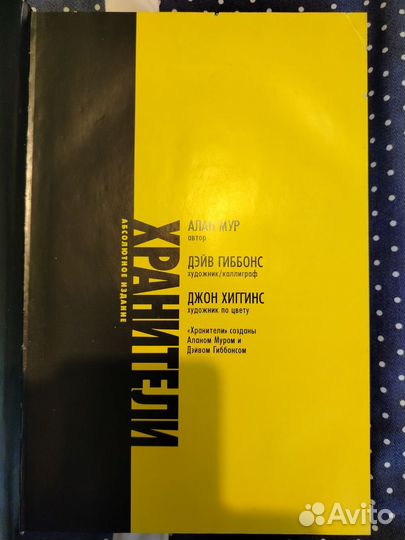 ХРАНИТЕЛИ
АБСОЛЮТНОЕ ИЗДАНИЕ
АЛАН МУР
автор
ДЭЙВ ГИББОНС
художник/каллиграф
ДЖОН ХИГГИНС
художник по цвету
«Хранители» созданы
Аланом Муром и
Дэйвом Гиббонсом
Avito